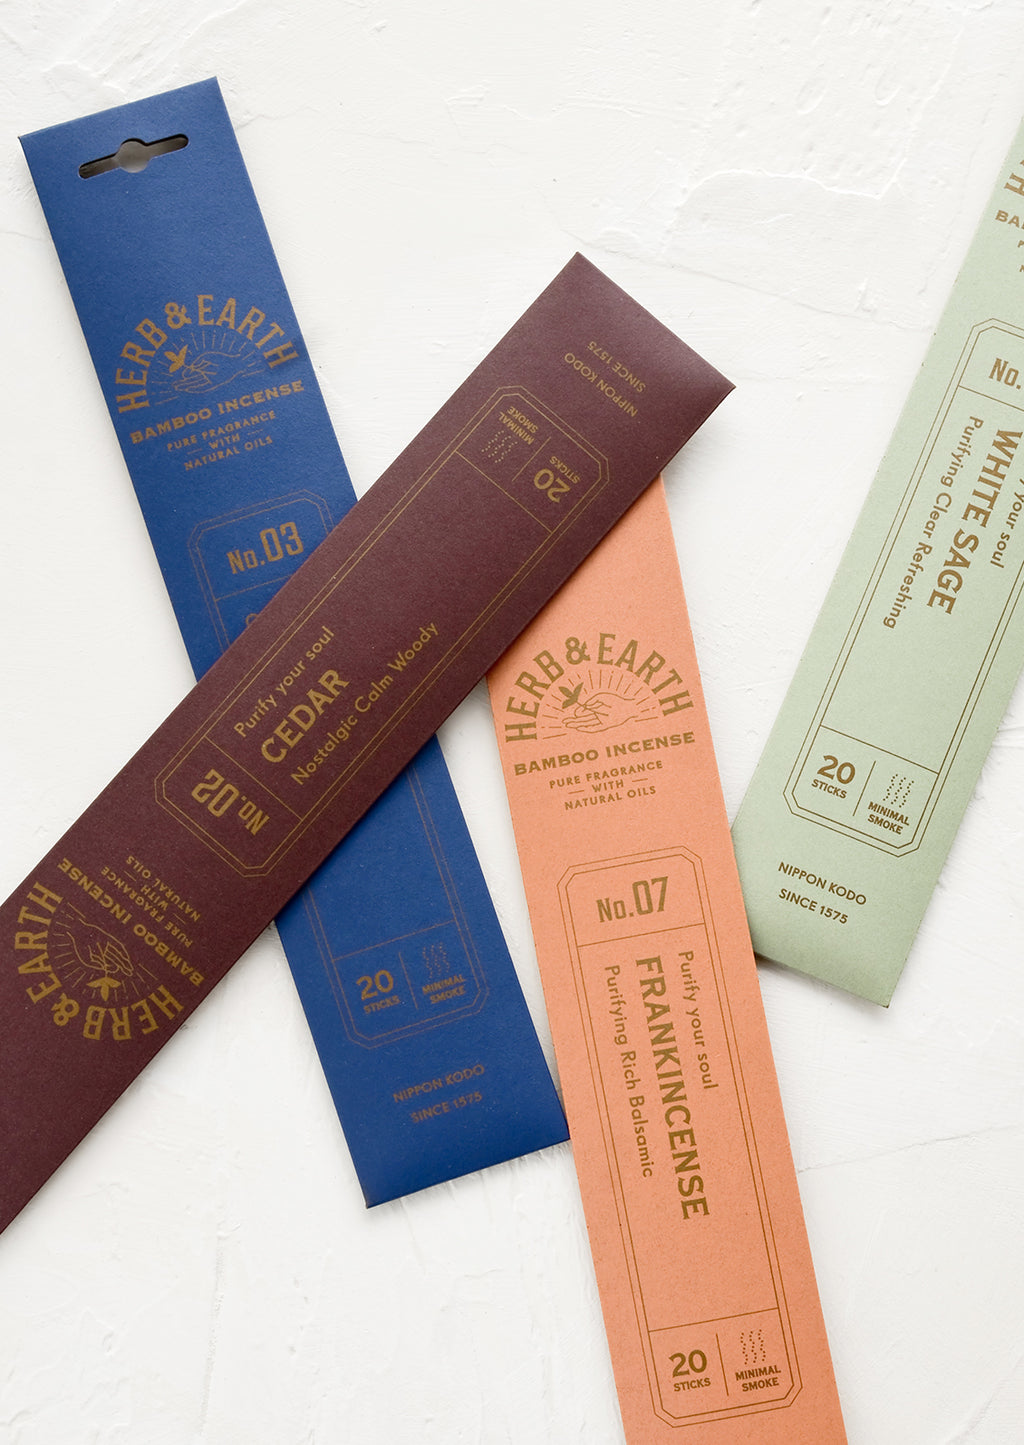 HERB & EARTH
BAMBOO INCENSE
PURE FRAGRANCE
WITH
NATURAL OILS
No.03
20
STICKS
MINIMAL
SMOKE
NIPPON KODO
SINCE 1575
HERB & EARTH
BAMBOO INCENSE
PURE FRAGRANCE
WITH
NATURAL OILS
No.02
Purify your soul
CEDAR
Nostalgic Calm Woody
20
STICKS
MINIMAL
SMOKE
NIPPON KODO
SINCE 1575
HERB & EARTH
BAMBOO INCENSE
PURE FRAGRANCE
WITH
NATURAL OILS
No.07
Purify your soul
FRANKINCENSE
Purifying Rich Balsamic
20
STICKS
MINIMAL
SMOKE
No.
your soul
WHITE SAGE
Purifying Clear Refreshing
20
STICKS
MINIMAL
SMOKE
NIPPON KODO
SINCE 1575